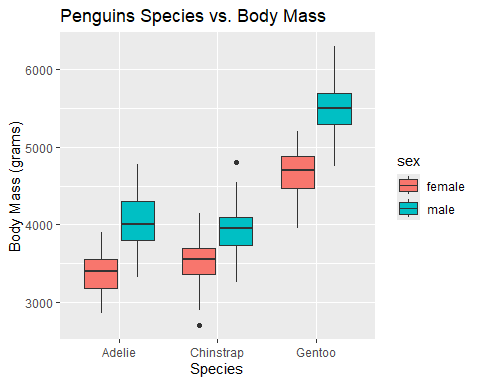 Penguins Species vs. Body Mass
Body Mass (grams)
6000
5000
4000
3000
Adelie
Chinstrap
Gentoo
Species
sex
female
male